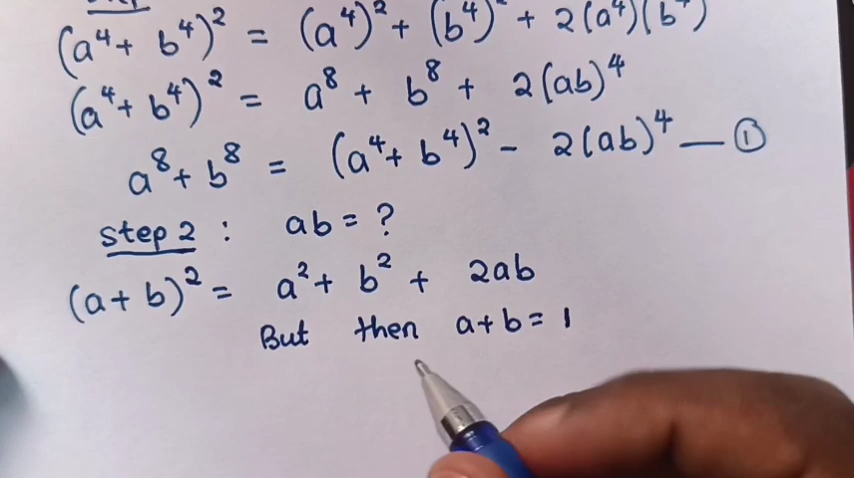 (a⁴ + b⁴)² = (a⁴)² + (b⁴)² + 2(a⁴)(b⁴)
(a⁴ + b⁴)² = a⁸ + b⁸ + 2(ab)⁴
a⁸ + b⁸ = (a⁴ + b⁴)² - 2(ab)⁴ — ①
step 2 : ab = ?
(a + b)² = a² + b² + 2ab
But then a + b = 1